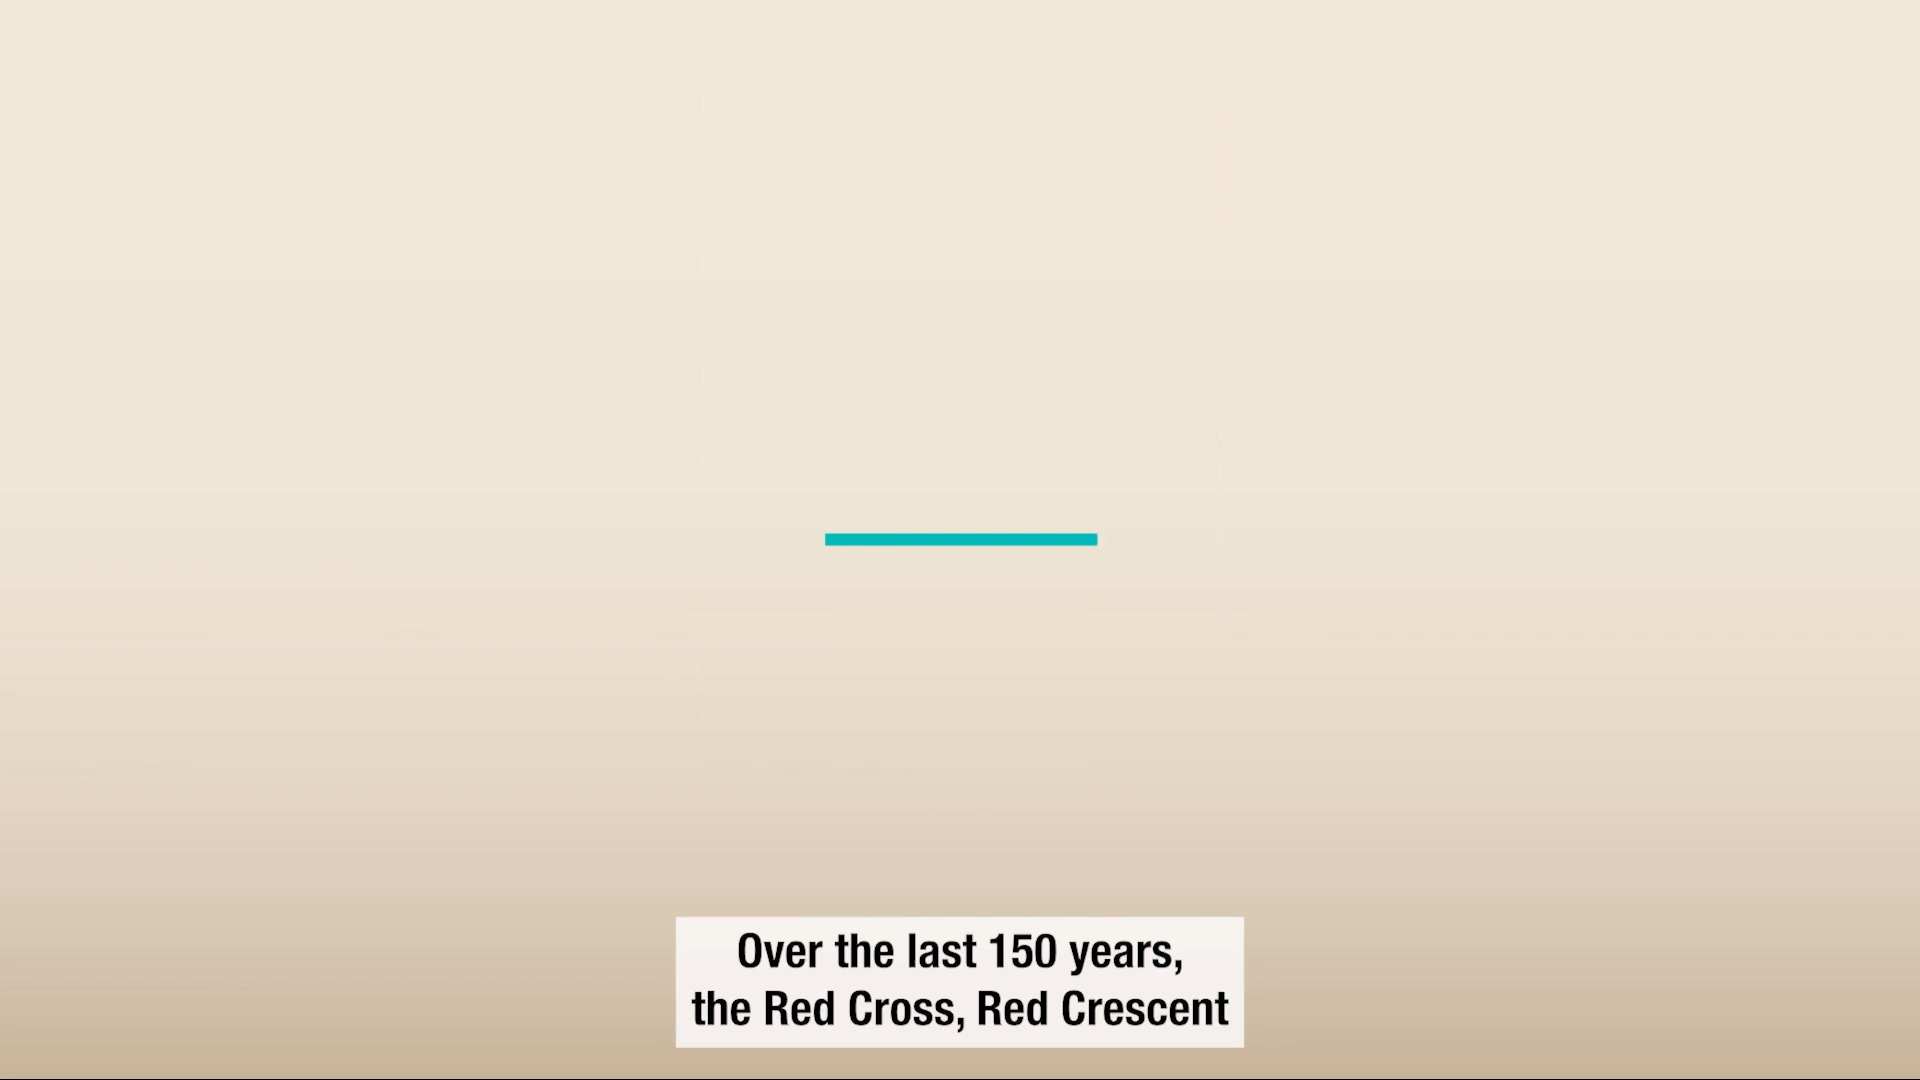 Over the last 150 years,
the Red Cross, Red Crescent